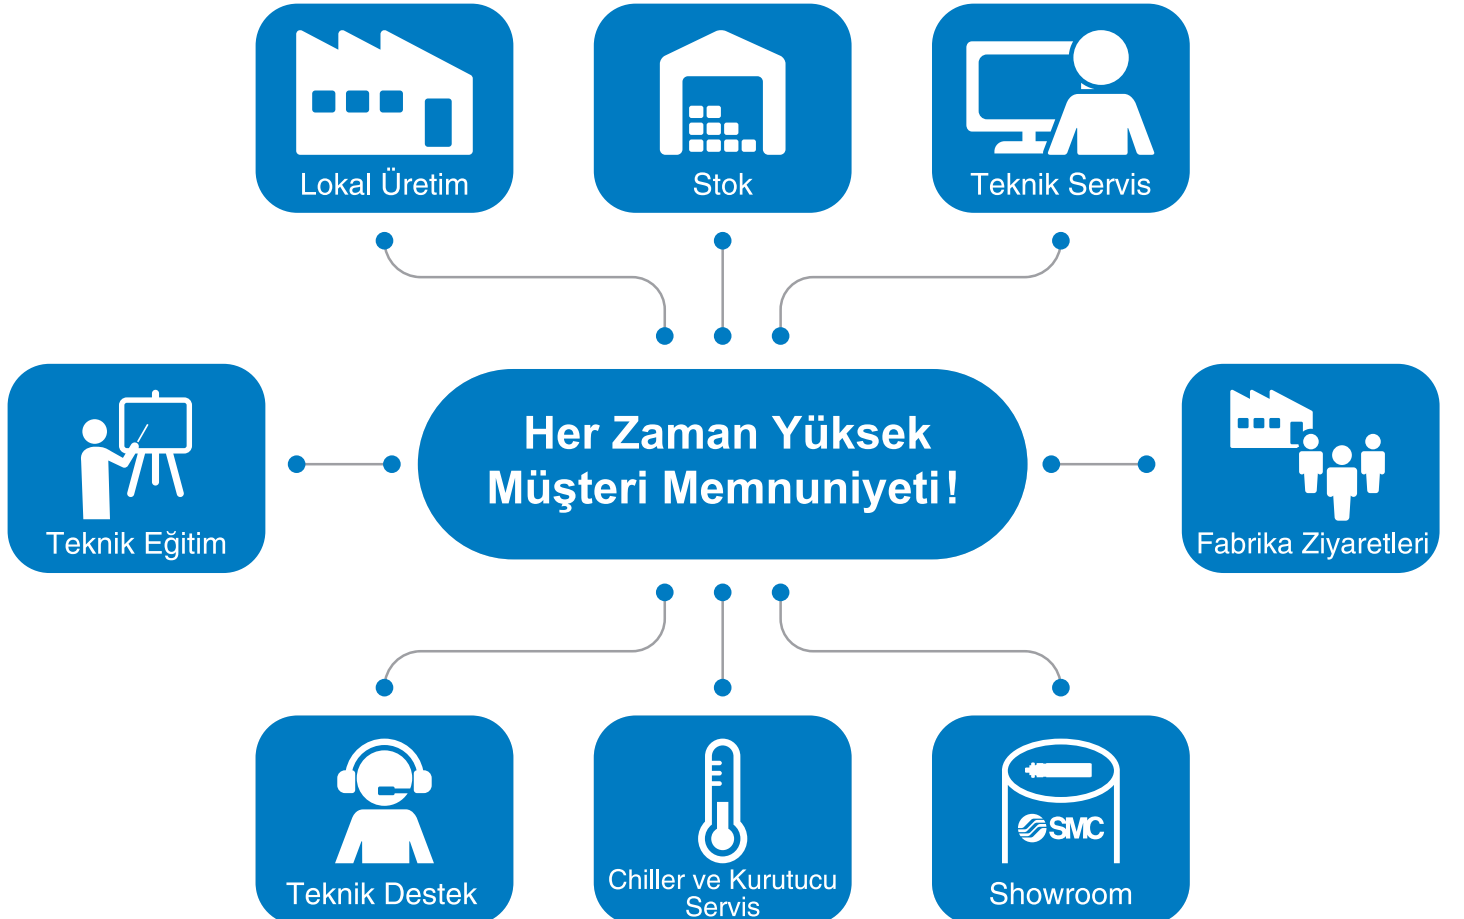 Lokal Üretim
Stok
Teknik Servis
Teknik Eğitim
Her Zaman Yüksek
Müşteri Memnuniyeti!
Fabrika Ziyaretleri
Teknik Destek
Chiller ve Kurutucu
Servis
SMC
Showroom